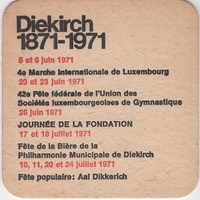 Diekirch
1871-1971
5 et 6 juin 1971
4e Marche internationale de Luxembourg
20 et 23 juin 1971
42e Fête fédérale de l'Union des
Sociétés luxembourgeoises de Gymnastique
25 juin 1971
JOURNÉE DE LA FONDATION
17 et 18 juillet 1971
Fête de la Bière de la
Philharmonie Municipale de Diekirch
10, 11, 20 et 24 juillet 1971
Fête populaire: Aal Dikkerich